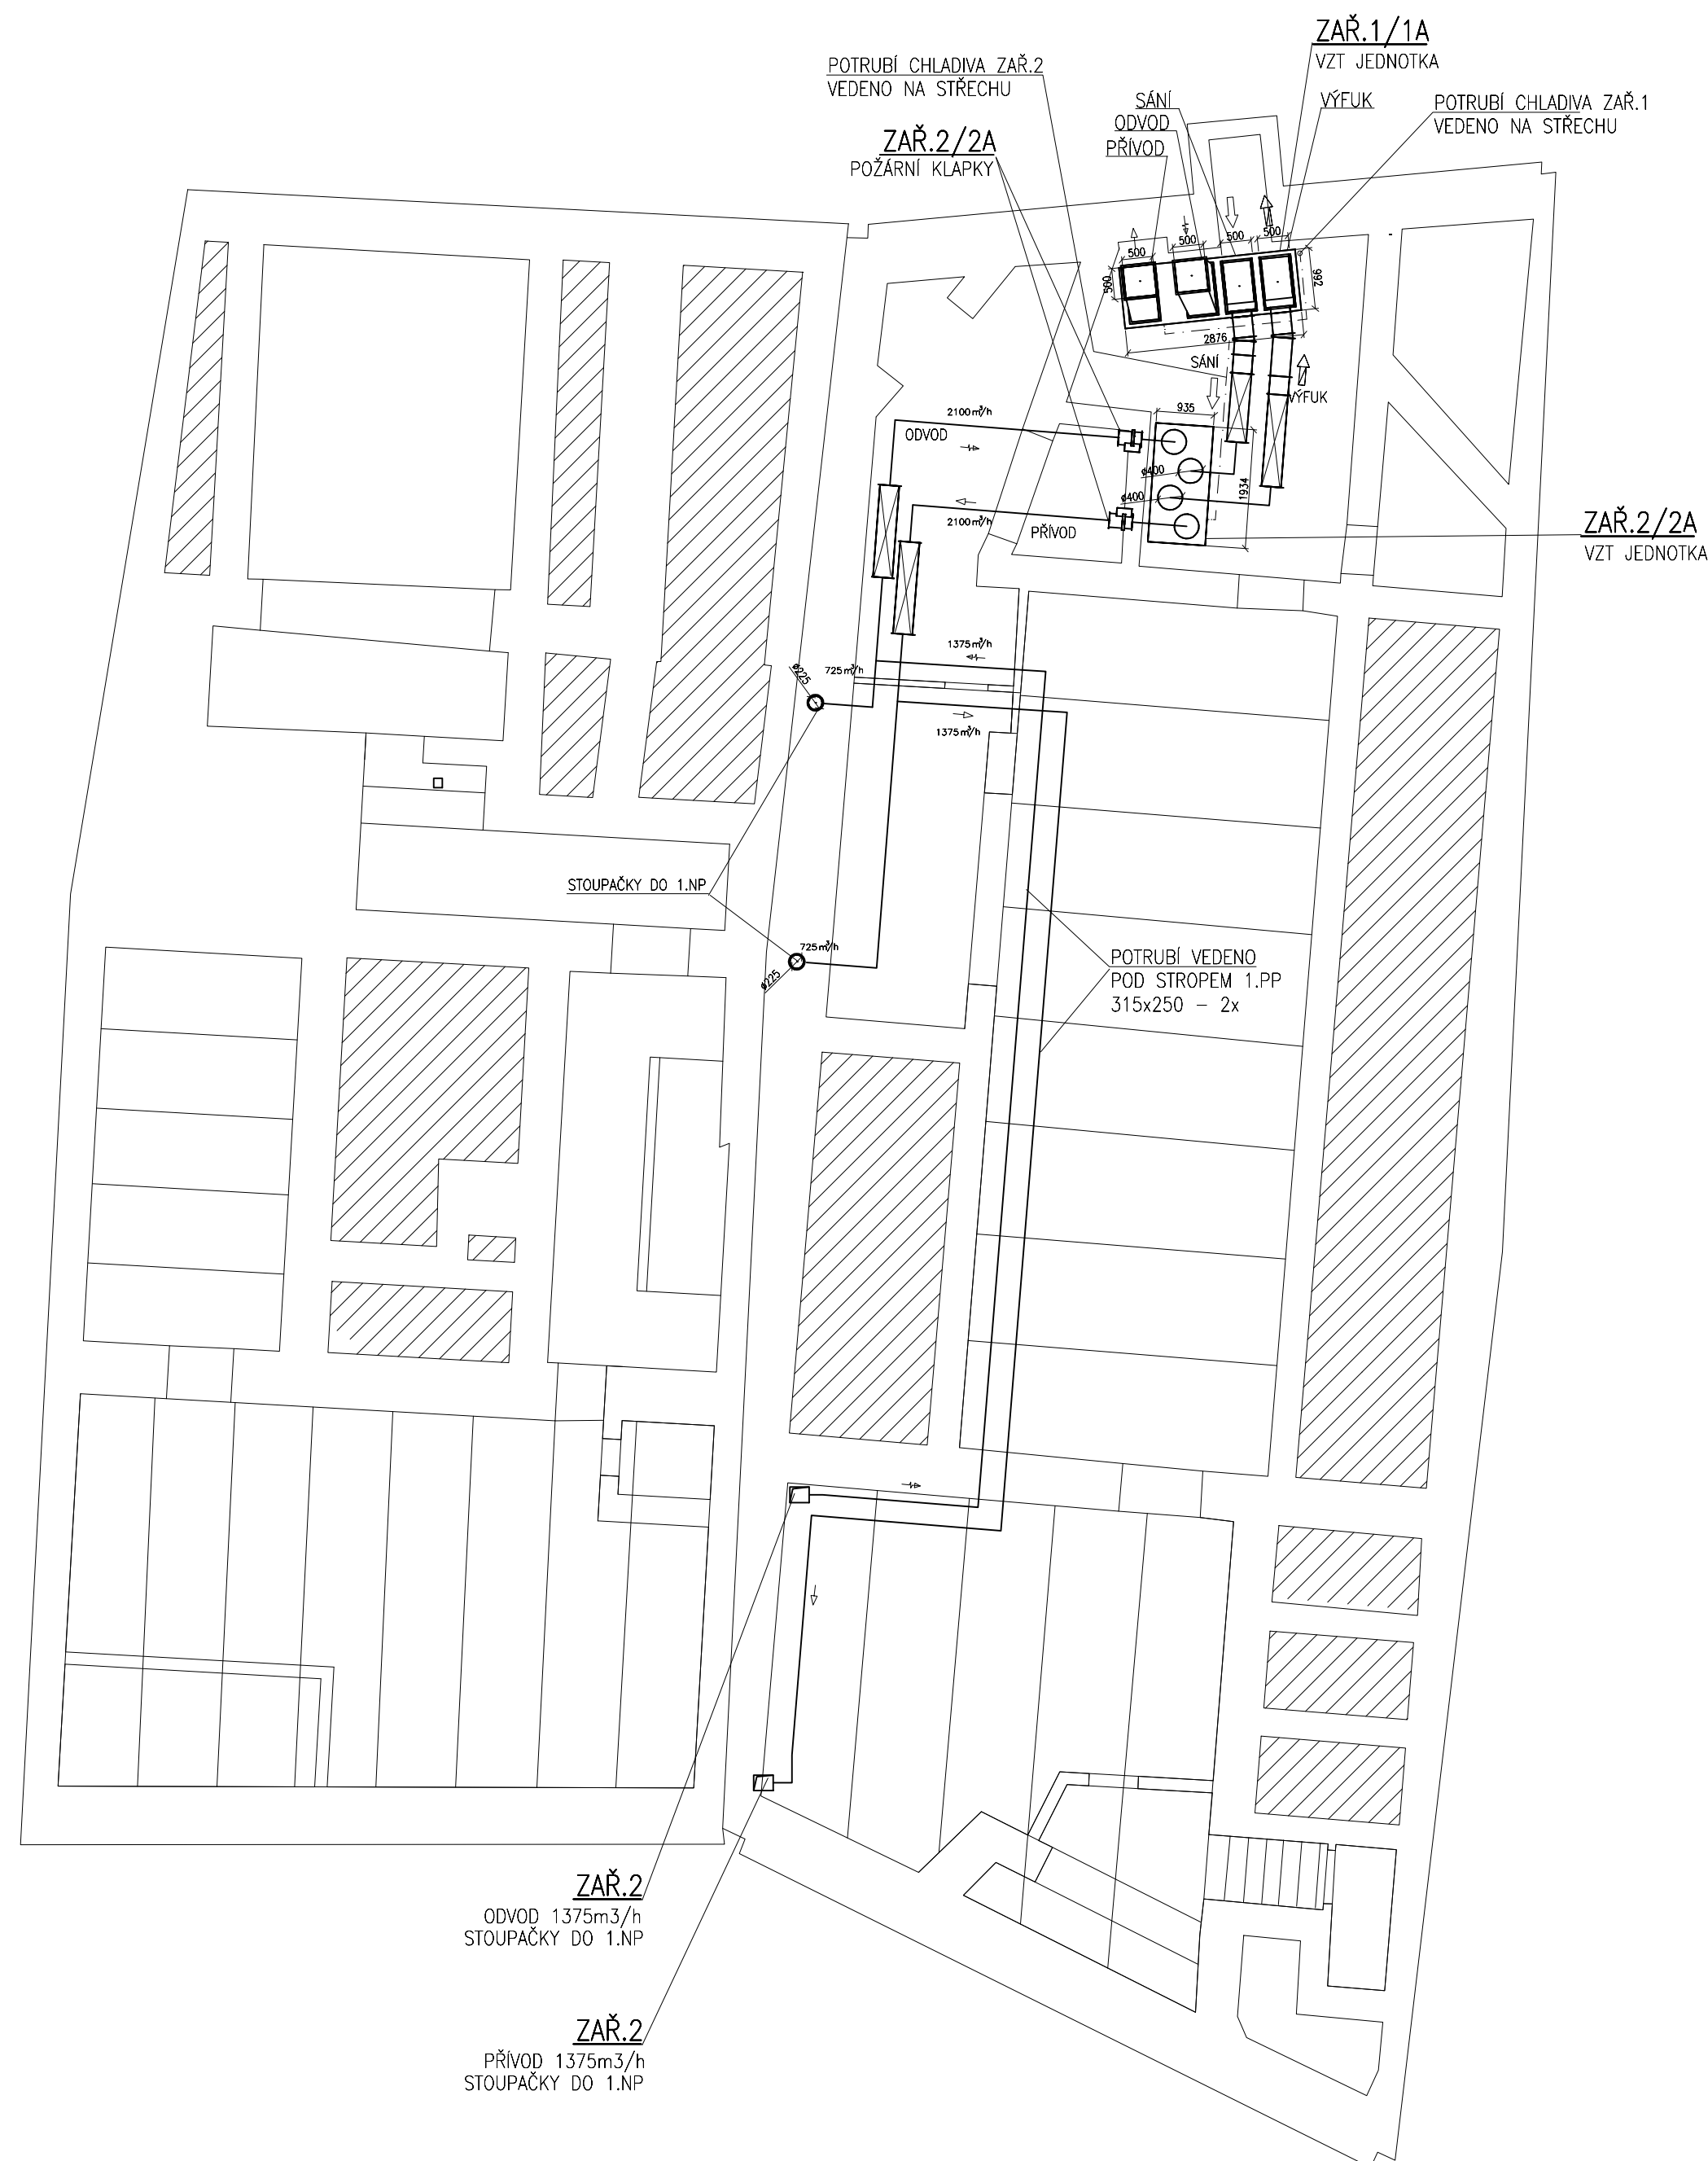 ZAŘ.1/1A
VZT JEDNOTKA
POTRUBÍ CHLADIVA ZAŘ.2
VEDENO NA STŘECHU
SÁNÍ
VÝFUK
POTRUBÍ CHLADIVA ZAŘ.1
VEDENO NA STŘECHU
ODVOD
PŘÍVOD
ZAŘ.2/2A
POŽÁRNÍ KLAPKY
500
500
500
500
500
992
2876
SÁNÍ
VÝFUK
935
2100m³/h
ODVOD
ø400
ø400
1934
2100m³/h
PŘÍVOD
ZAŘ.2/2A
VZT JEDNOTKA
1375m³/h
725m³/h
ø225
1375m³/h
STOUPAČKY DO 1.NP
725m³/h
ø225
POTRUBÍ VEDENO
POD STROPEM 1.PP
315x250 - 2x
ZAŘ.2
ODVOD 1375m3/h
STOUPAČKY DO 1.NP
ZAŘ.2
PŘÍVOD 1375m3/h
STOUPAČKY DO 1.NP